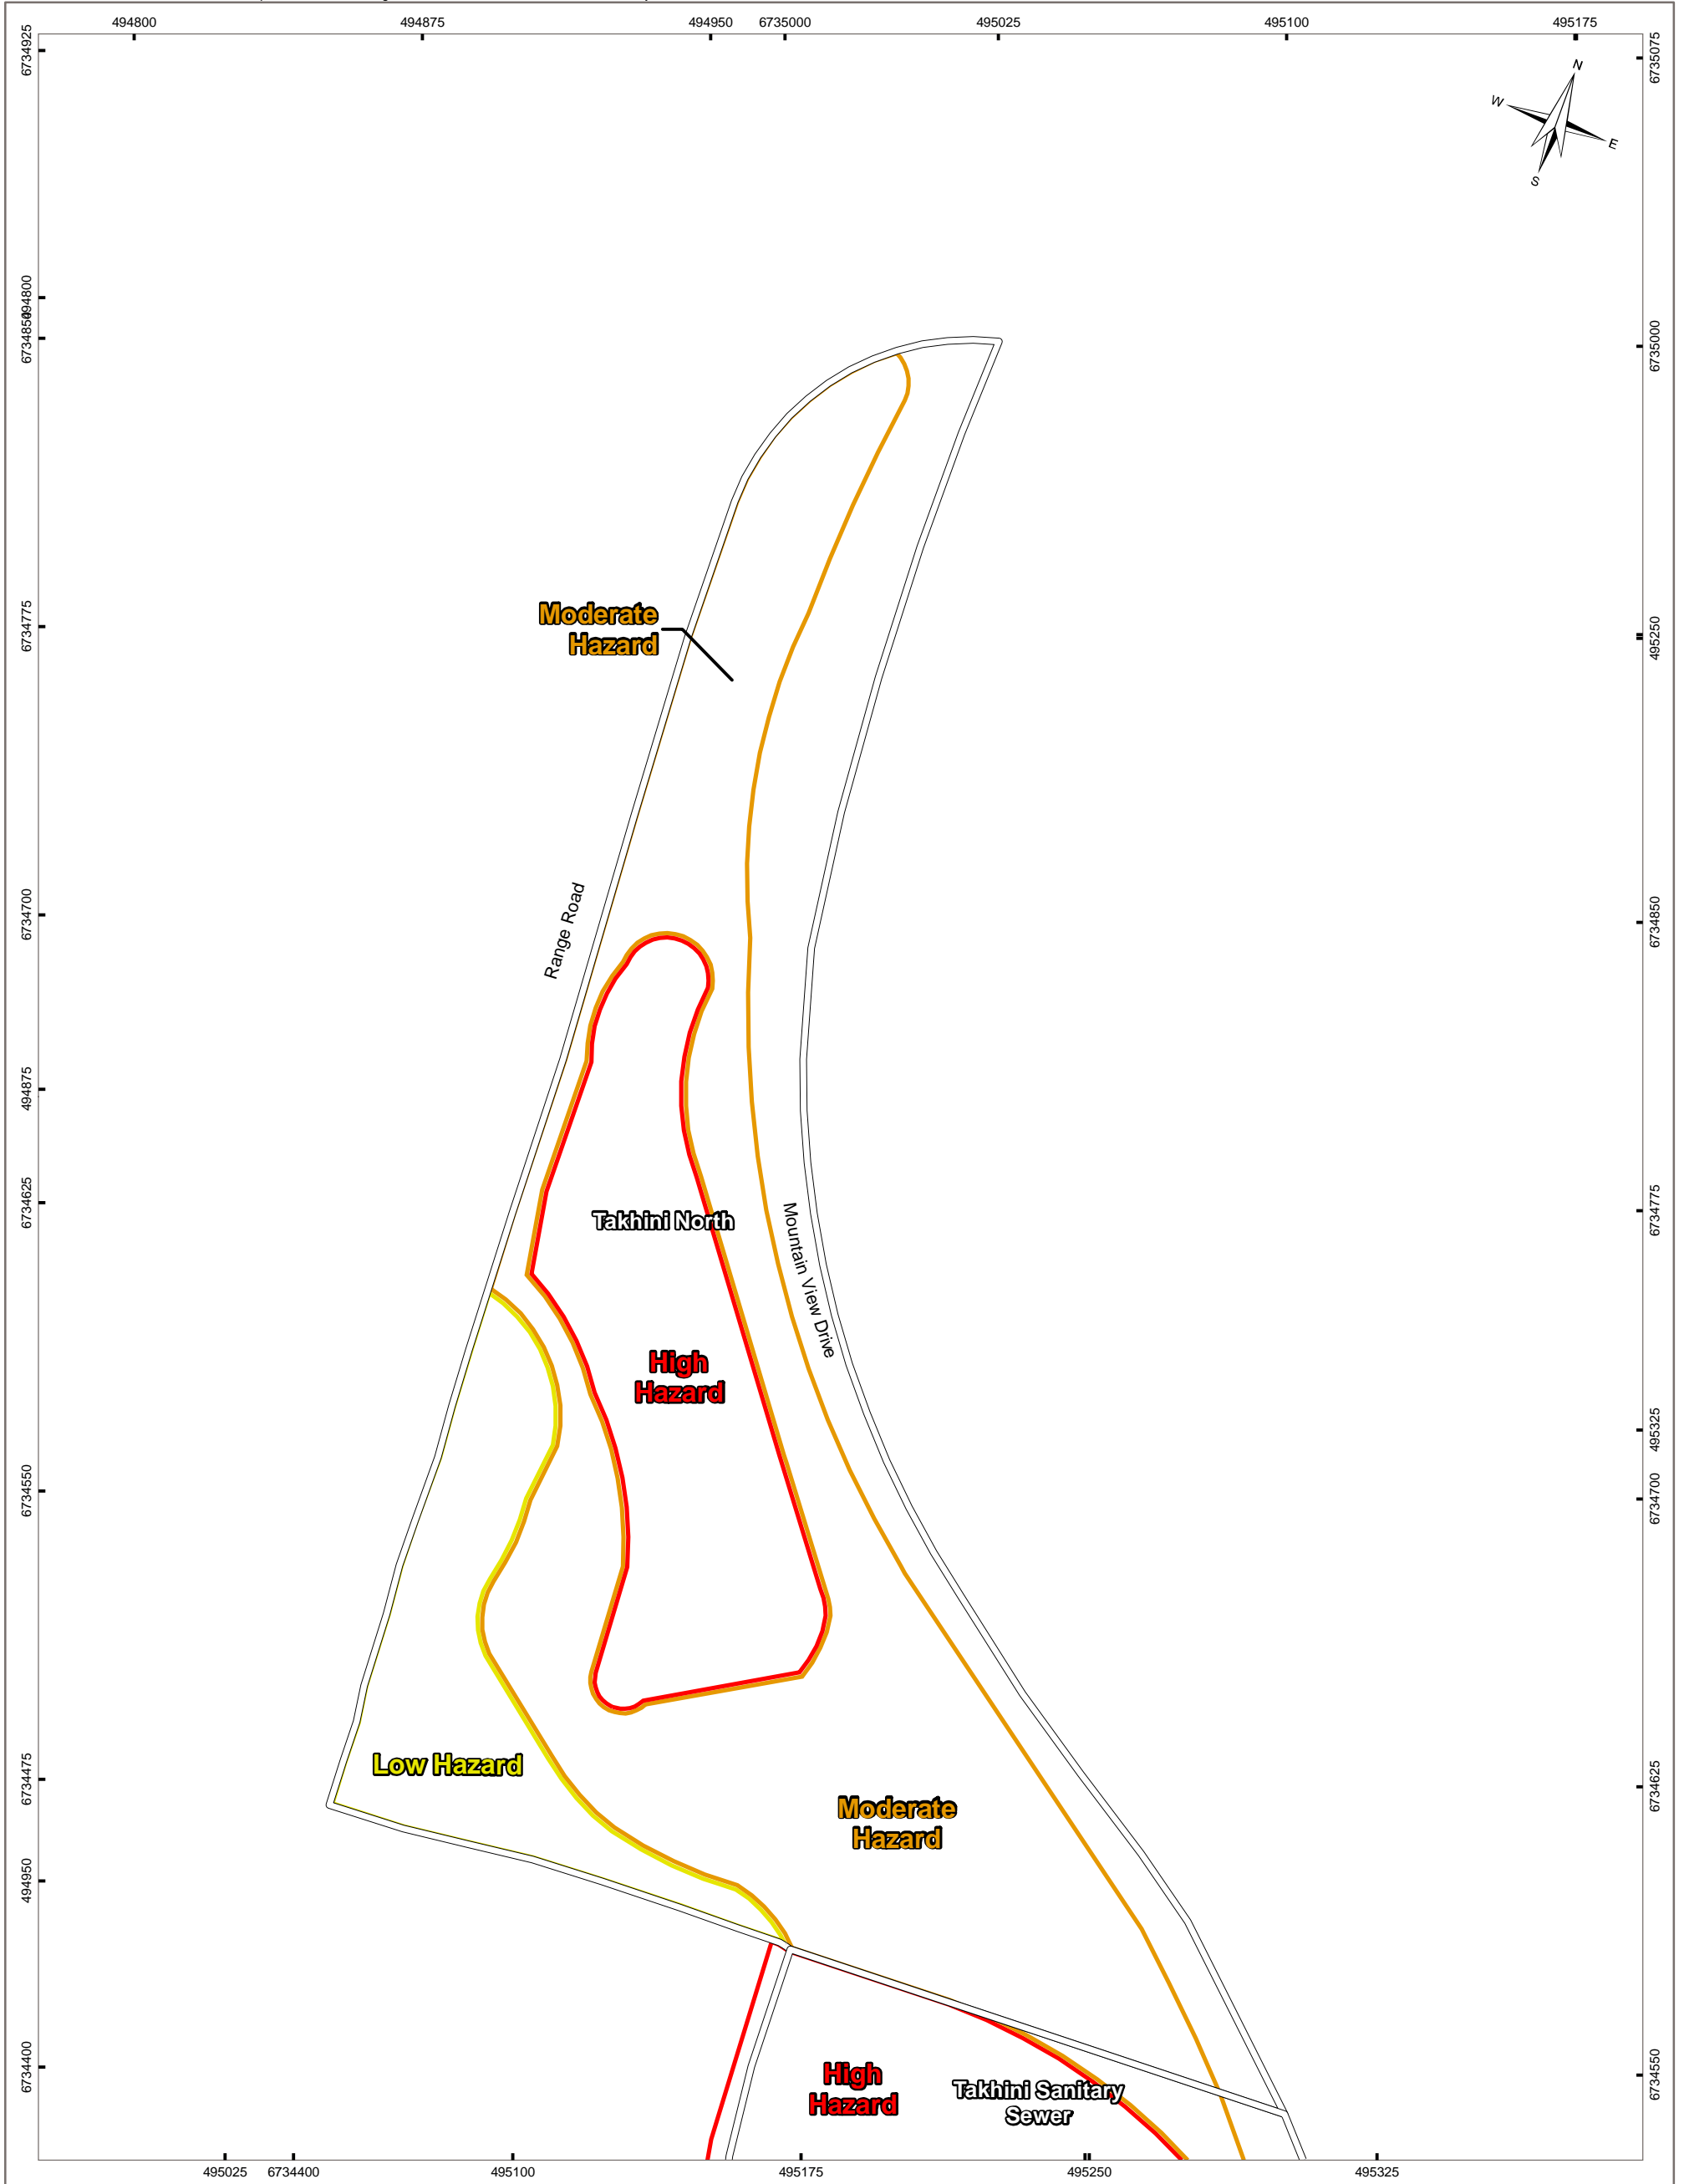 494800 494875 494950 6735000 495025 495100 495175
6734925
6735075
N
W
E
S
494800
6734850
6735000
Moderate
Hazard
6734775
495250
Range Road
6734700
6734850
494875
6734625
6734775
Takhini North
Mountain View Drive
High
Hazard
495325
6734550
6734700
Low Hazard
6734475
6734625
Moderate
Hazard
494950
6734400
6734550
High
Hazard
Takhini Sanitary
Sewer
495025 6734400 495100 495175 495250 495325